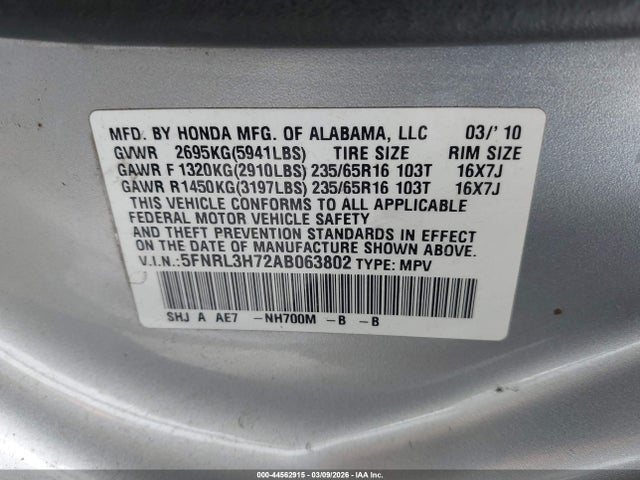 MFD. BY HONDA MFG. OF ALABAMA, LLC 03/' 10
GVWR 2695KG(5941LBS) TIRE SIZE RIM SIZE
GAWR F 1320KG(2910LBS) 235/65R16 103T 16X7J
GAWR R1450KG(3197LBS) 235/65R16 103T 16X7J
THIS VEHICLE CONFORMS TO ALL APPLICABLE
FEDERAL MOTOR VEHICLE SAFETY
AND THEFT PREVENTION STANDARDS IN EFFECT
ON THE DATE OF MANUFACTURE SHOWN ABOVE.
V.I.N.:5FNRL3H72AB063802 TYPE: MPV
SHJ A AE7 -NH700M -B -B
000-44562915 - 03/09/2026 - IAA Inc.